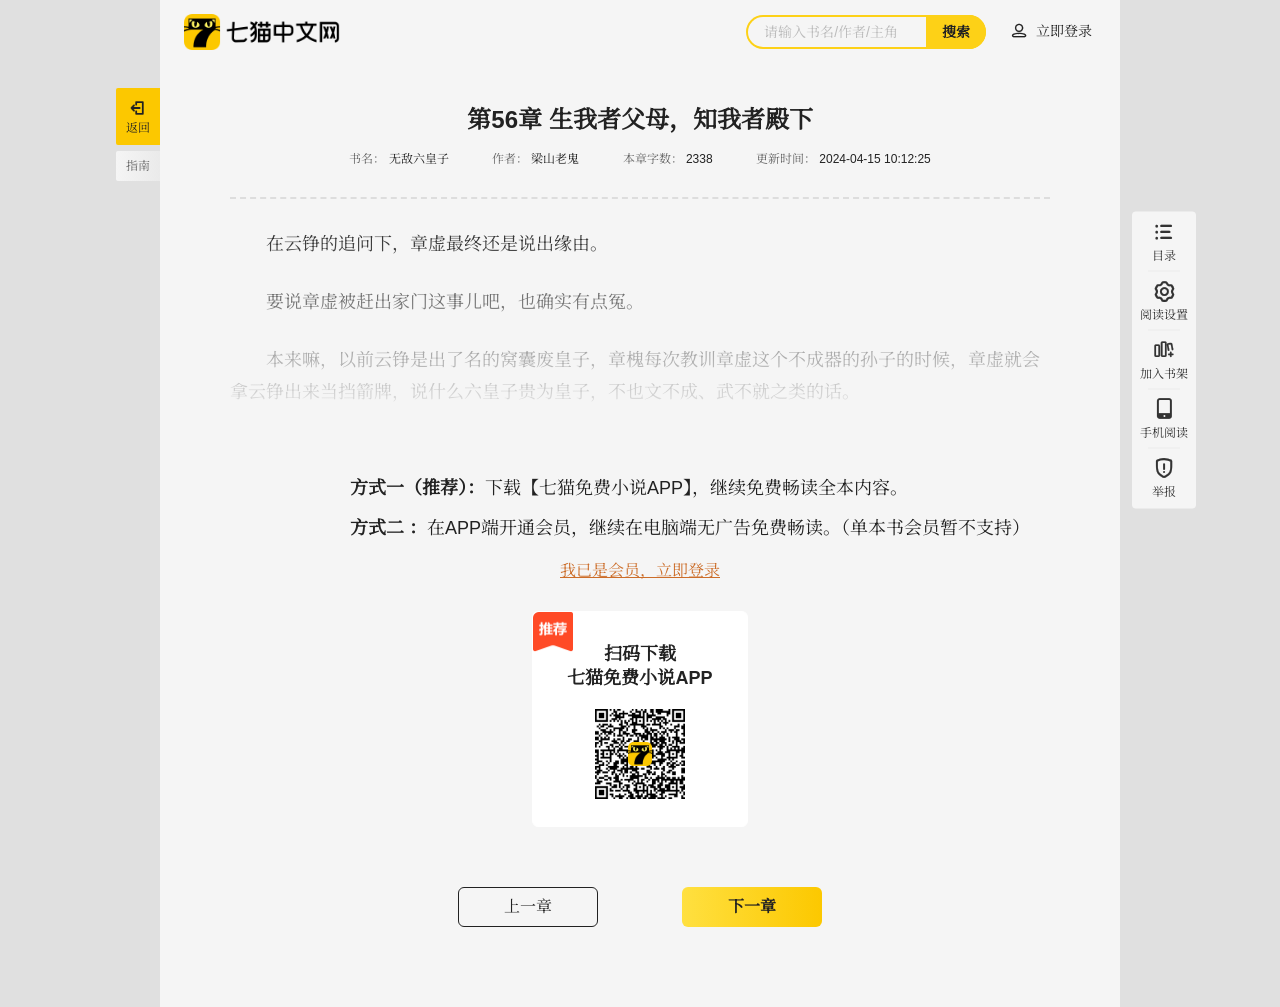 七猫中文网
请输入书名/作者/主角
搜索
立即登录
返回
指南
第56章 生我者父母，知我者殿下
书名： 无敌六皇子 作者： 梁山老鬼 本章字数： 2338 更新时间： 2024-04-15 10:12:25
在云铮的追问下，章虚最终还是说出缘由。
要说章虚被赶出家门这事儿吧，也确实有点冤。
本来嘛，以前云铮是出了名的窝囊废皇子，章槐每次教训章虚这个不成器的孙子的时候，章虚就会
拿云铮出来当挡箭牌，说什么六皇子贵为皇子，不也文不成、武不就之类的话。
目录
阅读设置
加入书架
手机阅读
举报
方式一（推荐）： 下载【七猫免费小说APP】，继续免费畅读全本内容。
方式二 ： 在APP端开通会员，继续在电脑端无广告免费畅读。（单本书会员暂不支持）
我已是会员，立即登录
推荐
扫码下载
七猫免费小说APP
上一章
下一章